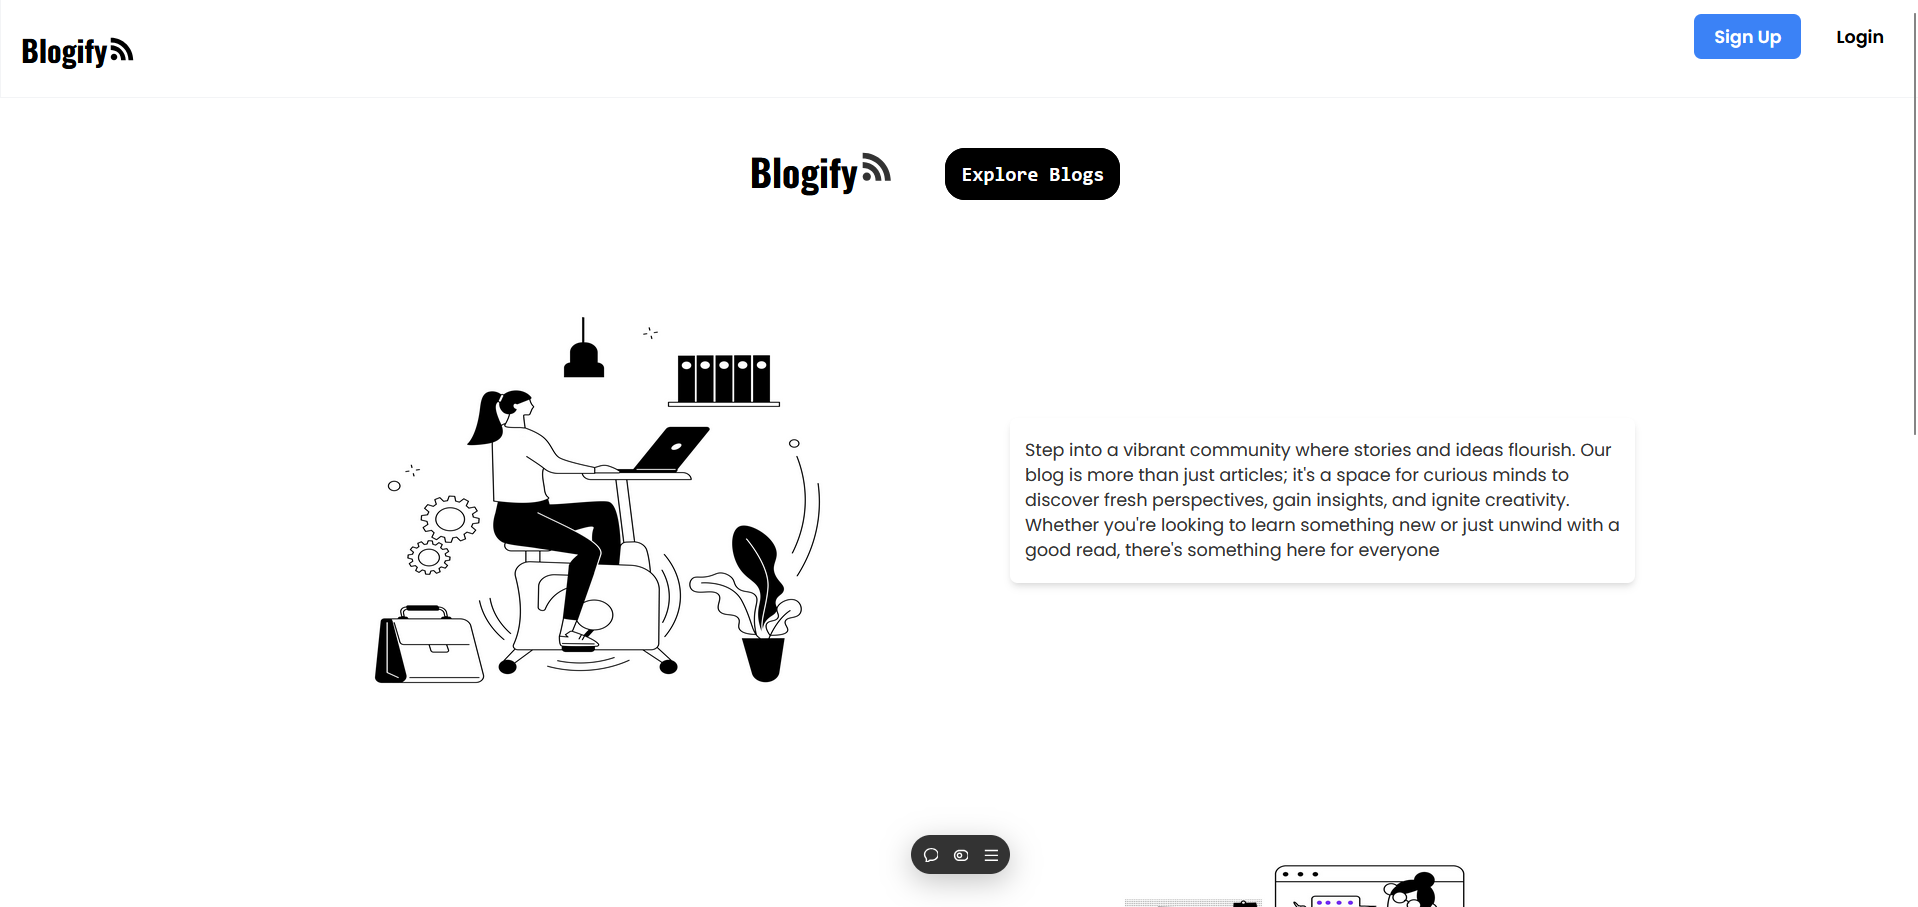 Blogify
Sign Up
Login
Blogify
Explore Blogs
Step into a vibrant community where stories and ideas flourish. Our
blog is more than just articles; it's a space for curious minds to
discover fresh perspectives, gain insights, and ignite creativity.
Whether you're looking to learn something new or just unwind with a
good read, there's something here for everyone